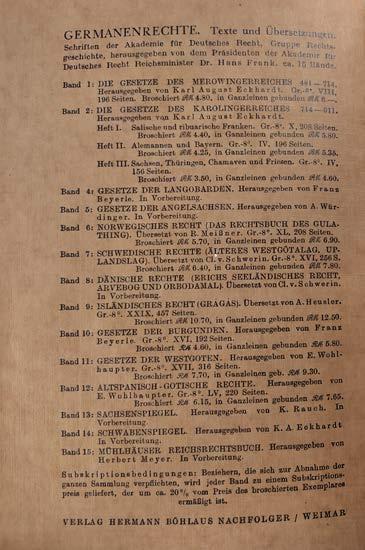 GERMANENRECHTE. Texte und Übersetzungen.
Schriften der Akademie für Deutsches Recht, Gruppe Rechts-
geschichte, herausgegeben von dem Präsidenten der Akademie für
Deutsches Recht Reichsminister Dr. Hans Frank. ca. 15 Bände.
Band 1: DIE GESETZE DES MEROWINGERREICHES 481—714.
Herausgegeben von Karl August Eckhardt. Gr.-8°. VIII,
196 Seiten. Broschiert RM 4.80, in Ganzleinen gebunden RM 6.—.
Band 2: DIE GESETZE DES KAROLINGERREICHES 714—911.
Herausgegeben von Karl August Eckhardt.
Heft I. Salische und ribuarische Franken. Gr.-8°. X, 208 Seiten.
Broschiert RM 4.40, in Ganzleinen gebunden RM 5.80.
Heft II. Alemannen und Bayern. Gr.-8°. IV, 196 Seiten.
Broschiert RM 4.25, in Ganzleinen gebunden RM 5.35.
Heft III. Sachsen, Thüringen, Chamaven und Friesen. Gr.-8°. IV,
156 Seiten.
Broschiert RM 3.50, in Ganzleinen gebunden RM 4.60.
Band 4: GESETZE DER LANGOBARDEN. Herausgegeben von Franz
Beyerle. In Vorbereitung.
Band 5: GESETZE DER ANGELSACHSEN. Herausgegeben von A. Wür-
dinger. In Vorbereitung.
Band 6: NORWEGISCHES RECHT (DAS RECHTSBUCH DES GULA-
THING). Übersetzt von R. Meißner. Gr.-8°. XL, 208 Seiten.
Broschiert RM 5.70, in Ganzleinen gebunden RM 6.90.
Band 7: SCHWEDISCHE RECHTE (ÄLTERES WESTGÖTALAG, UP-
LANDSLAG). Übersetzt von Cl. v. Schwerin. Gr.-8°. XVI, 256 S.
Broschiert RM 6.40, in Ganzleinen gebunden RM 7.80.
Band 8: DÄNISCHE RECHTE (ERICHS SEELÄNDISCHES RECHT,
ARVEBOG UND ORBODAMAL). Übersetzt von Cl. v. Schwerin.
In Vorbereitung.
Band 9: ISLÄNDISCHES RECHT (GRAGAS). Übersetzt von A. Heusler.
Gr.-8°. XXIX, 457 Seiten.
Broschiert RM 10.70, in Ganzleinen gebunden RM 12.50.
Band 10: GESETZE DER BURGUNDEN. Herausgegeben von Franz
Beyerle. Gr.-8°. XVI, 192 Seiten.
Broschiert RM 4.60, in Ganzleinen gebunden RM 5.80.
Band 11: GESETZE DER WESTGOTEN. Herausgegeben von E. Wohl-
haupter. Gr.-8°. XVII, 316 Seiten.
Broschiert RM 7.70, in Ganzleinen geb. RM 9.30.
Band 12: ALTSPANISCH-GOTISCHE RECHTE. Herausgegeben von
E. Wohlhaupter. Gr.-8°. LV, 220 Seiten.
Broschiert RM 6.15, in Ganzleinen gebunden RM 7.65.
Band 13: SACHSENSPIEGEL. Herausgegeben von K. Rauch. In
Vorbereitung.
Band 14: SCHWABENSPIEGEL. Herausgegeben von K. A. Eckhardt
In Vorbereitung.
Band 15: MÜHLHÄUSER REICHSRECHTSBUCH. Herausgegeben von
Herbert Meyer. In Vorbereitung.
Subskriptionsbedingungen: Beziehern, die sich zur Abnahme der
ganzen Sammlung verpflichten, wird jeder Band zu einem Subskriptions-
preis geliefert, der um ca. 20% vom Preis des broschierten Exemplares
ermäßigt ist.
VERLAG HERMANN BÖHLAUS NACHFOLGER / WEIMAR